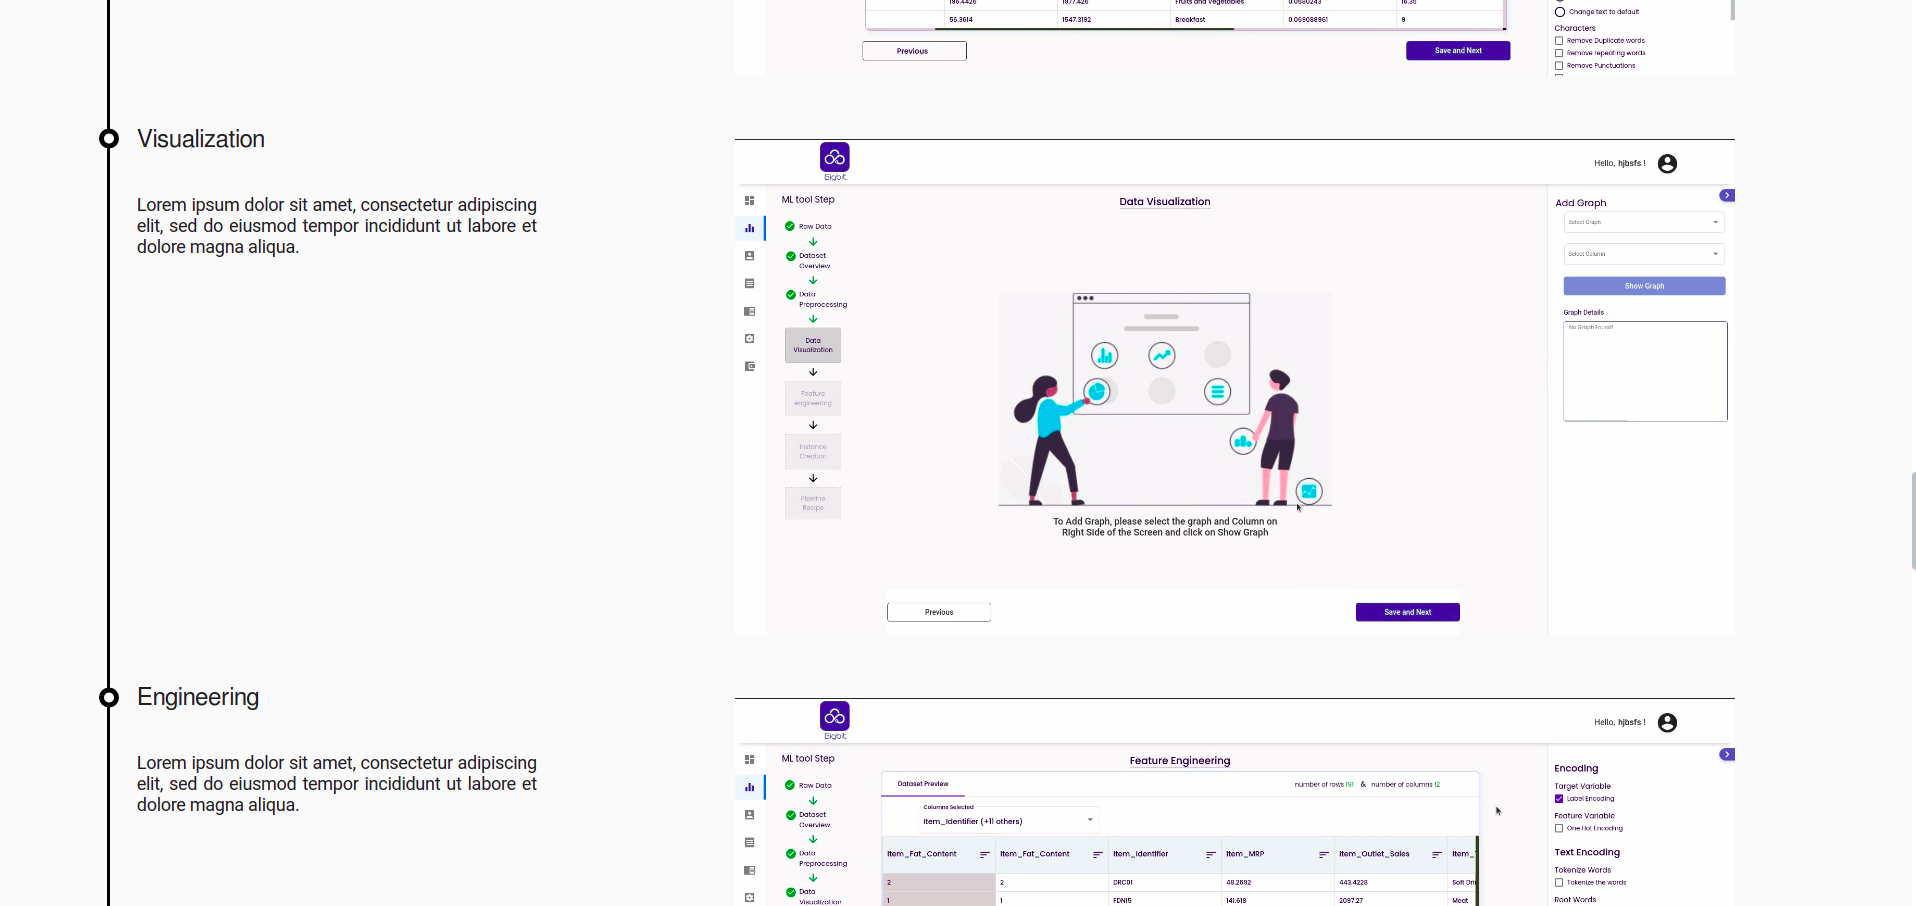 196.4426 1977.426 Fruits and Vegetables 0.0680243 16.35
56.3614 1547.3192 Breakfast 0.069088961 9
Change text to default
Characters
Remove Duplicate words
Remove repeating words
Remove Punctuations
Previous
Save and Next
Visualization
Lorem ipsum dolor sit amet, consectetur adipiscing
elit, sed do eiusmod tempor incididunt ut labore et
dolore magna aliqua.
Bigbit
Hello, hjbsfs !
ML tool Step
Raw Data
Dataset
Overview
Data
Preprocessing
Data
Visualization
Feature
engineering
Instance
Creation
Pipeline
Recipe
Data Visualization
To Add Graph, please select the graph and Column on
Right Side of the Screen and click on Show Graph
Previous
Save and Next
Add Graph
Select Graph
Select Column
Show Graph
Graph Details
No Graph Found!
Engineering
Lorem ipsum dolor sit amet, consectetur adipiscing
elit, sed do eiusmod tempor incididunt ut labore et
dolore magna aliqua.
Bigbit
Hello, hjbsfs !
ML tool Step
Raw Data
Dataset
Overview
Data
Preprocessing
Data
Visualization
Feature Engineering
Dataset Preview
number of rows 191 & number of columns 12
Columns Selected
Item_Identifier (+11 others)
Item_Fat_Content Item_Fat_Content Item_Identifier Item_MRP Item_Outlet_Sales Item_
2 2 DRC01 48.2692 443.4228 Soft Dri
1 1 FDN15 141.618 2097.27 Meat
Encoding
Target Variable
Label Encoding
Feature Variable
One Hot Encoding
Text Encoding
Tokenize Words
Tokenize the words
Root Words